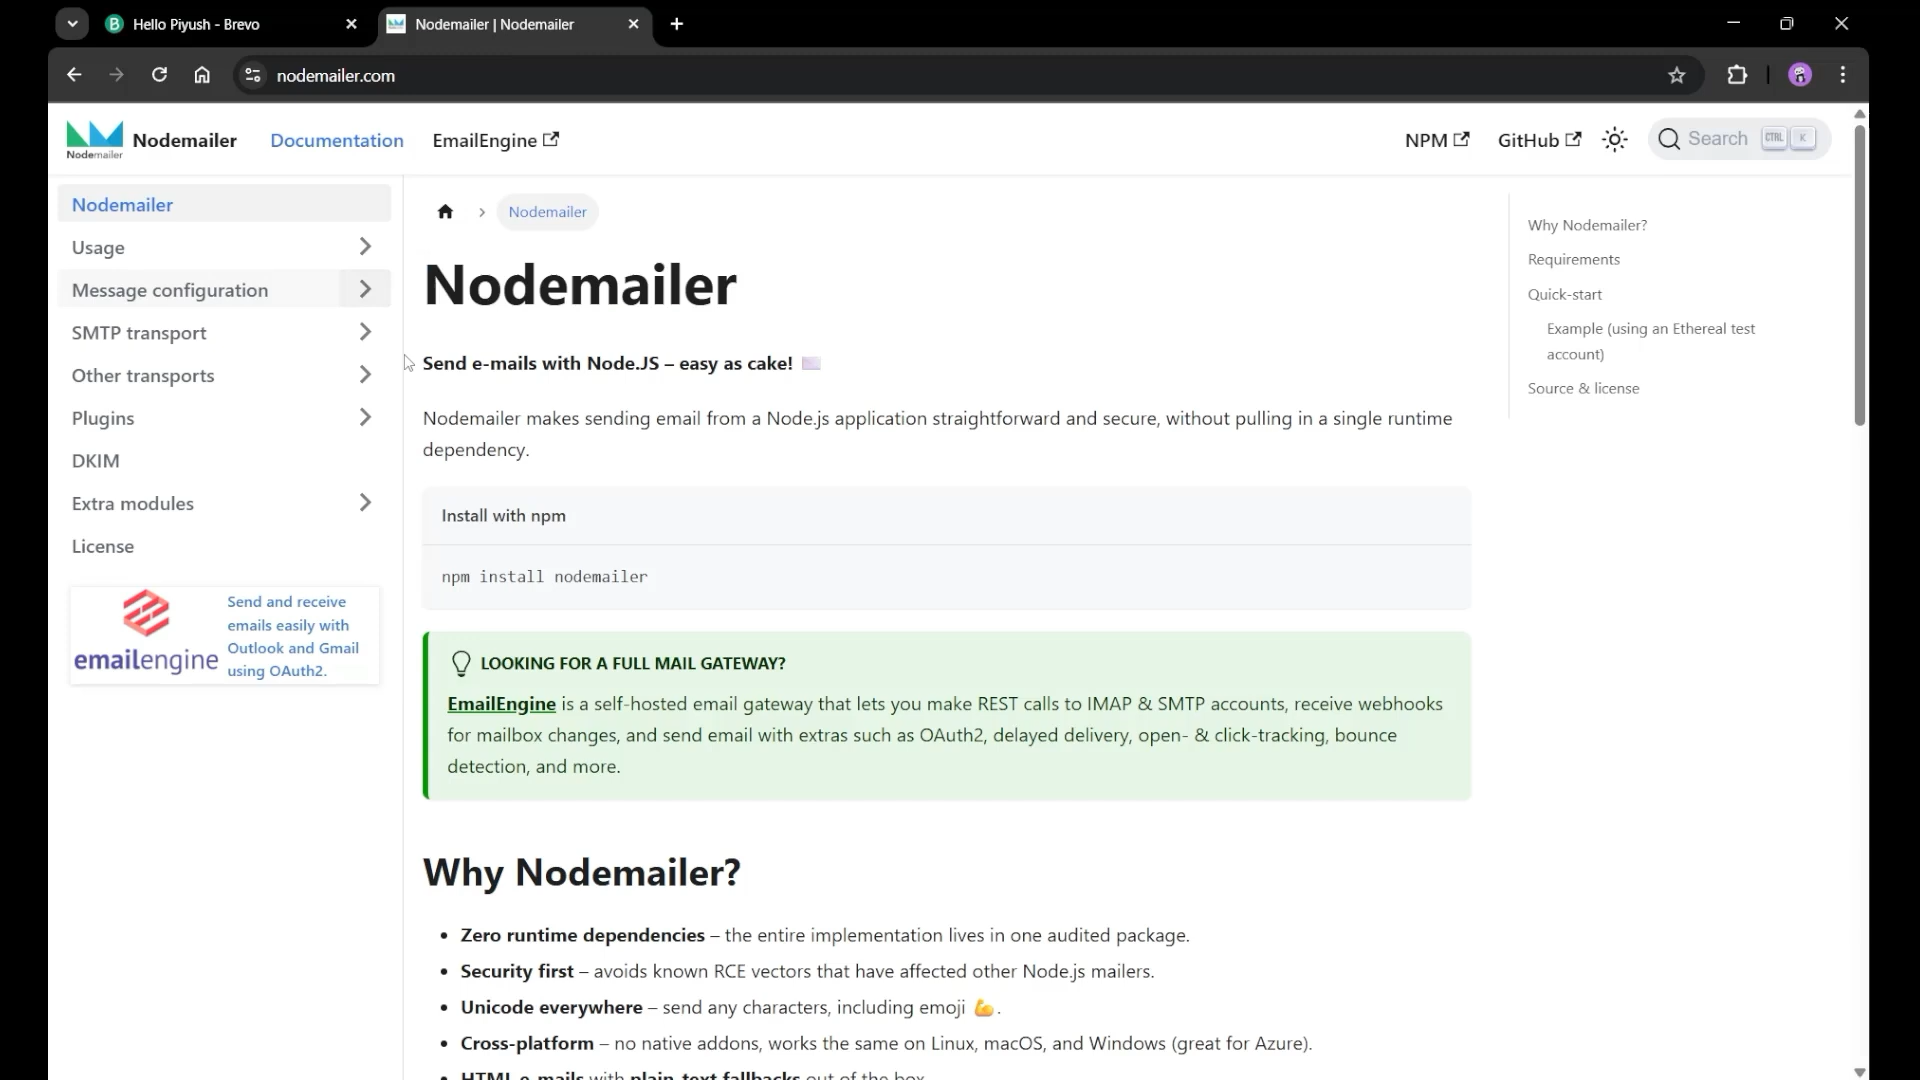 Hello Piyush - Brevo
Nodemailer | Nodemailer
nodemailer.com
Nodemailer
Nodemailer
Documentation
EmailEngine
NPM
GitHub
Search
CTRL
K
Nodemailer
Usage
Message configuration
SMTP transport
Other transports
Plugins
DKIM
Extra modules
License
emailengine
Send and receive
emails easily with
Outlook and Gmail
using OAuth2.
Nodemailer
Nodemailer
Send e-mails with Node.JS – easy as cake! ✉️
Nodemailer makes sending email from a Node.js application straightforward and secure, without pulling in a single runtime
dependency.
Install with npm
npm install nodemailer
LOOKING FOR A FULL MAIL GATEWAY?
EmailEngine is a self-hosted email gateway that lets you make REST calls to IMAP & SMTP accounts, receive webhooks
for mailbox changes, and send email with extras such as OAuth2, delayed delivery, open- & click-tracking, bounce
detection, and more.
Why Nodemailer?
• Zero runtime dependencies – the entire implementation lives in one audited package.
• Security first – avoids known RCE vectors that have affected other Node.js mailers.
• Unicode everywhere – send any characters, including emoji 💪.
• Cross-platform – no native addons, works the same on Linux, macOS, and Windows (great for Azure).
• HTML e-mails with plain-text fallbacks out of the box.
Why Nodemailer?
Requirements
Quick-start
Example (using an Ethereal test
account)
Source & license